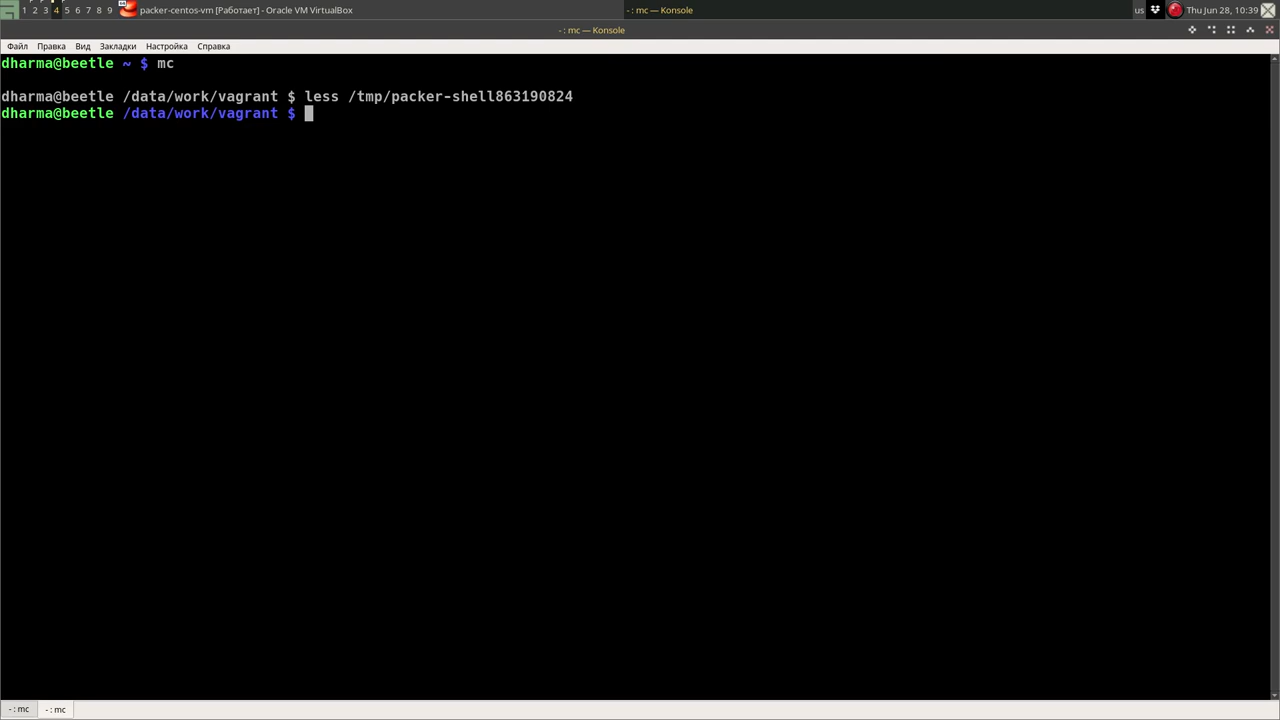 1 2 3 4 5 6 7 8 9 packer-centos-vm [Работает] - Oracle VM VirtualBox - : mc — Konsole us Thu Jun 28, 10:39
- : mc — Konsole
Файл Правка Вид Закладки Настройка Справка
dharma@beetle ~ $ mc
dharma@beetle /data/work/vagrant $ less /tmp/packer-shell863190824
dharma@beetle /data/work/vagrant $
- : mc - : mc